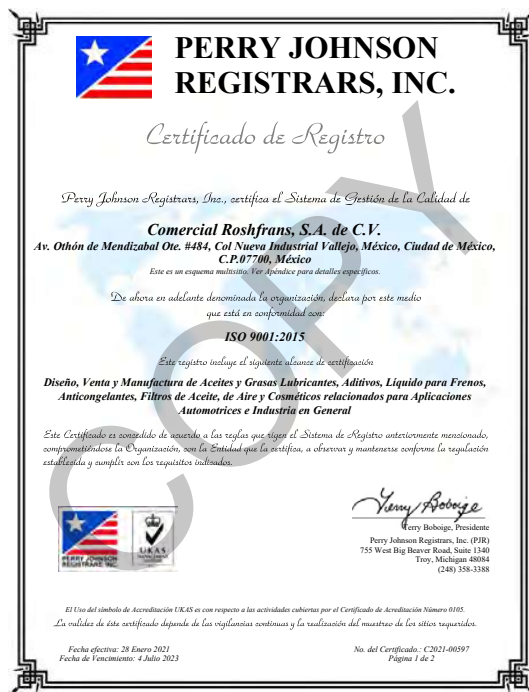 PERRY JOHNSON
REGISTRARS, INC.
Certificado de Registro
Perry Johnson Registrars, Inc., certifica el Sistema de Gestión de la Calidad de
Comercial Roshfrans, S.A. de C.V.
Av. Othón de Mendizabal Ote. #484, Col Nueva Industrial Vallejo, México, Ciudad de México,
C.P.07700, México
Este es un esquema multisitio. Ver Apéndice para detalles específicos.
De ahora en adelante denominada la organización, declara por este medio
que está en conformidad con:
ISO 9001:2015
Este registro incluye el siguiente alcance de certificación
Diseño, Venta y Manufactura de Aceites y Grasas Lubricantes, Aditivos, Líquido para Frenos,
Anticongelantes, Filtros de Aceite, de Aire y Cosméticos relacionados para Aplicaciones
Automotrices e Industria en General
Este Certificado es concedido de acuerdo a las reglas que rigen el Sistema de Registro anteriormente mencionado,
comprometiéndose la Organización, con la Entidad que la certifica, a observar y mantenerse conforme la regulación
establecida y cumplir con los requisitos indicados.
COPY
Terry Boboige
Terry Boboige, Presidente
Perry Johnson Registrars, Inc. (PJR)
755 West Big Beaver Road, Suite 1340
Troy, Michigan 48084
(248) 358-3388
PERRY JOHNSON
REGISTRARS INC.
UKAS
MANAGEMENT
SYSTEMS
El Uso del símbolo de Accreditación UKAS es con respecto a las actividades cubiertas por el Certificado de Acreditación Número 0105.
La validez de éste certificado depende de las vigilancias continuas y la realización del muestreo de los sitios requeridos.
Fecha efectiva: 28 Enero 2021
Fecha de Vencimiento: 4 Julio 2023
No. del Certificado.: C2021-00597
Página 1 de 2